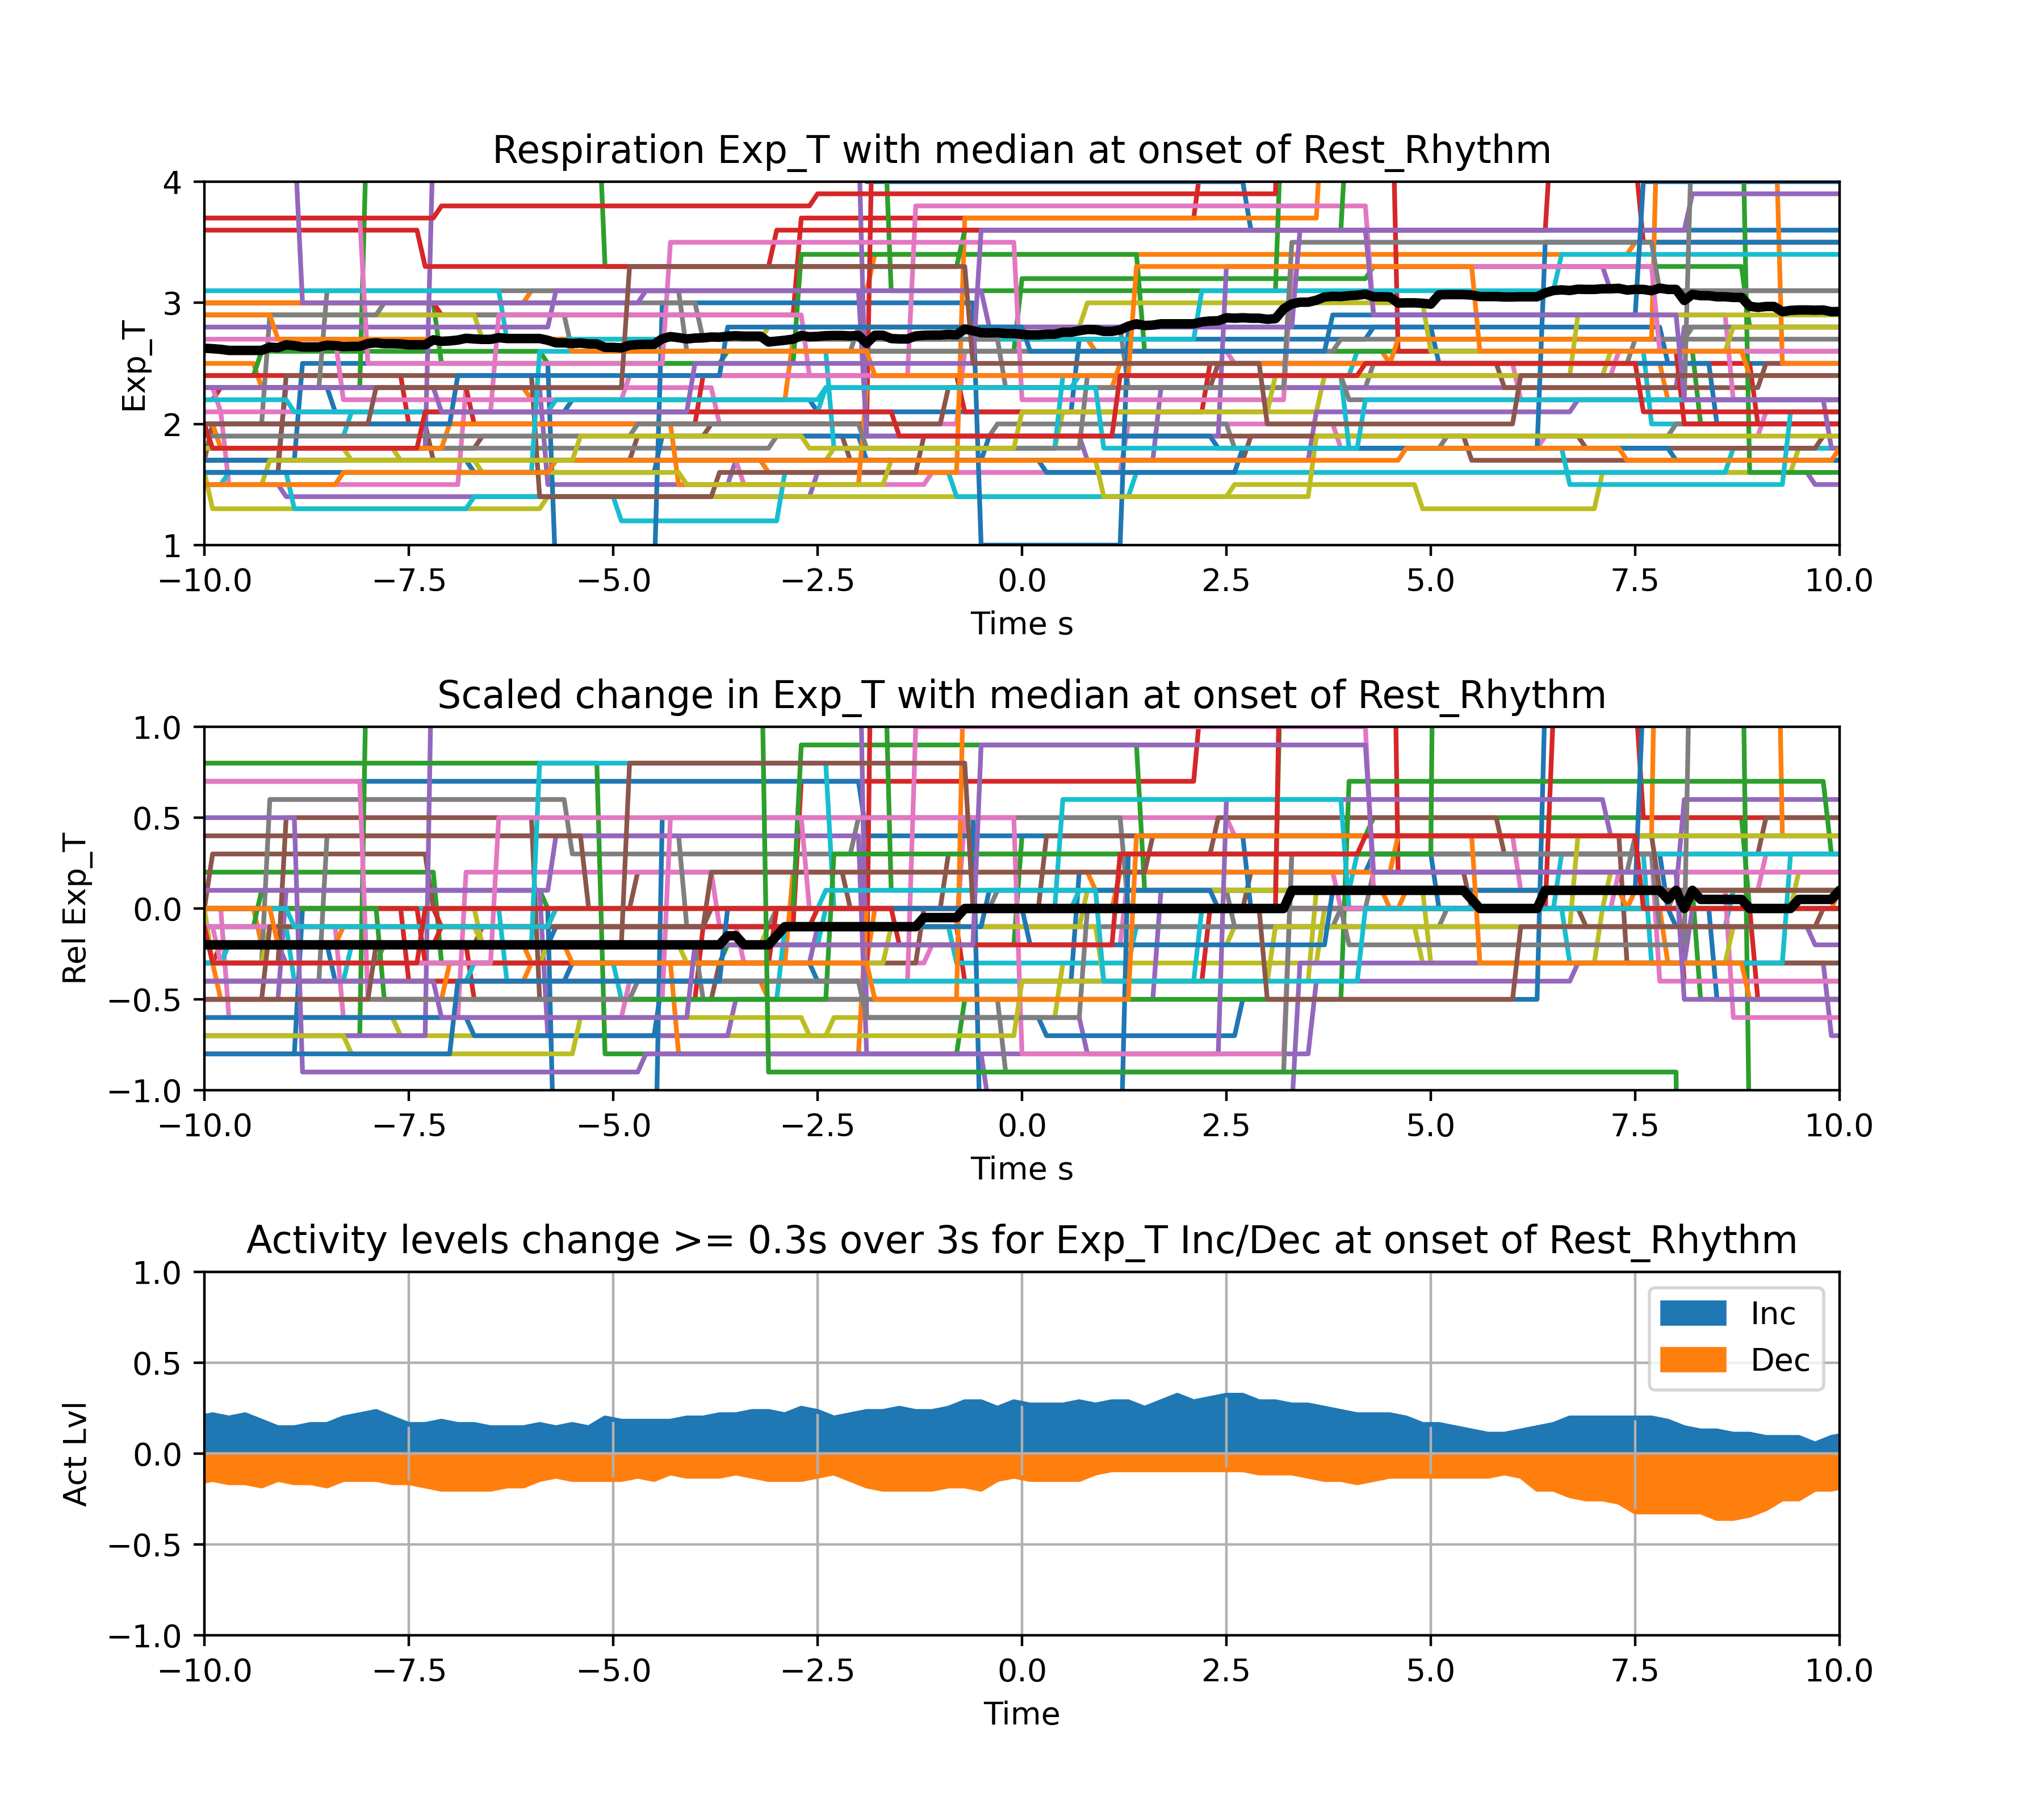 Respiration Exp_T with median at onset of Rest_Rhythm
4
3
2
1
Exp_T
−10.0 −7.5 −5.0 −2.5 0.0 2.5 5.0 7.5 10.0
Time s
Scaled change in Exp_T with median at onset of Rest_Rhythm
1.0
0.5
0.0
−0.5
−1.0
Rel Exp_T
−10.0 −7.5 −5.0 −2.5 0.0 2.5 5.0 7.5 10.0
Time s
Activity levels change >= 0.3s over 3s for Exp_T Inc/Dec at onset of Rest_Rhythm
1.0
0.5
0.0
−0.5
−1.0
Act Lvl
Inc
Dec
−10.0 −7.5 −5.0 −2.5 0.0 2.5 5.0 7.5 10.0
Time